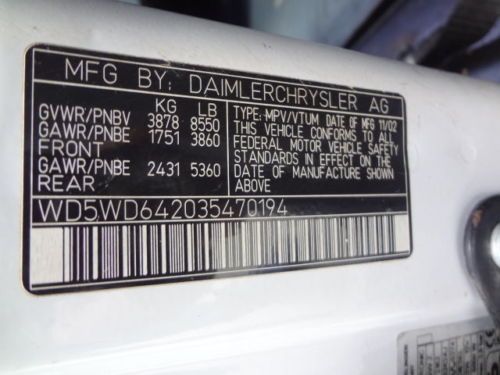 MFG BY: DAIMLERCHRYSLER AG
KG LB
GVWR/PNBV 3878 8550
GAWR/PNBE 1751 3860
FRONT
GAWR/PNBE 2431 5360
REAR
TYPE: MPV/VTUM DATE OF MFG 11/02
THIS VEHICLE CONFORMS TO ALL
FEDERAL MOTOR VEHICLE SAFETY
STANDARDS IN EFFECT ON THE
DATE OF MANUFACTURE SHOWN
ABOVE
WD5WD642035470194